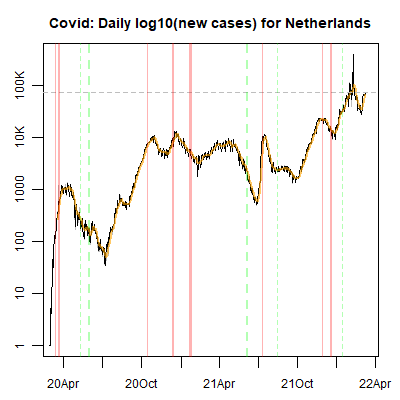 Covid: Daily log10(new cases) for Netherlands
100K
10K
1000
100
10
1
20Apr 20Oct 21Apr 21Oct 22Apr